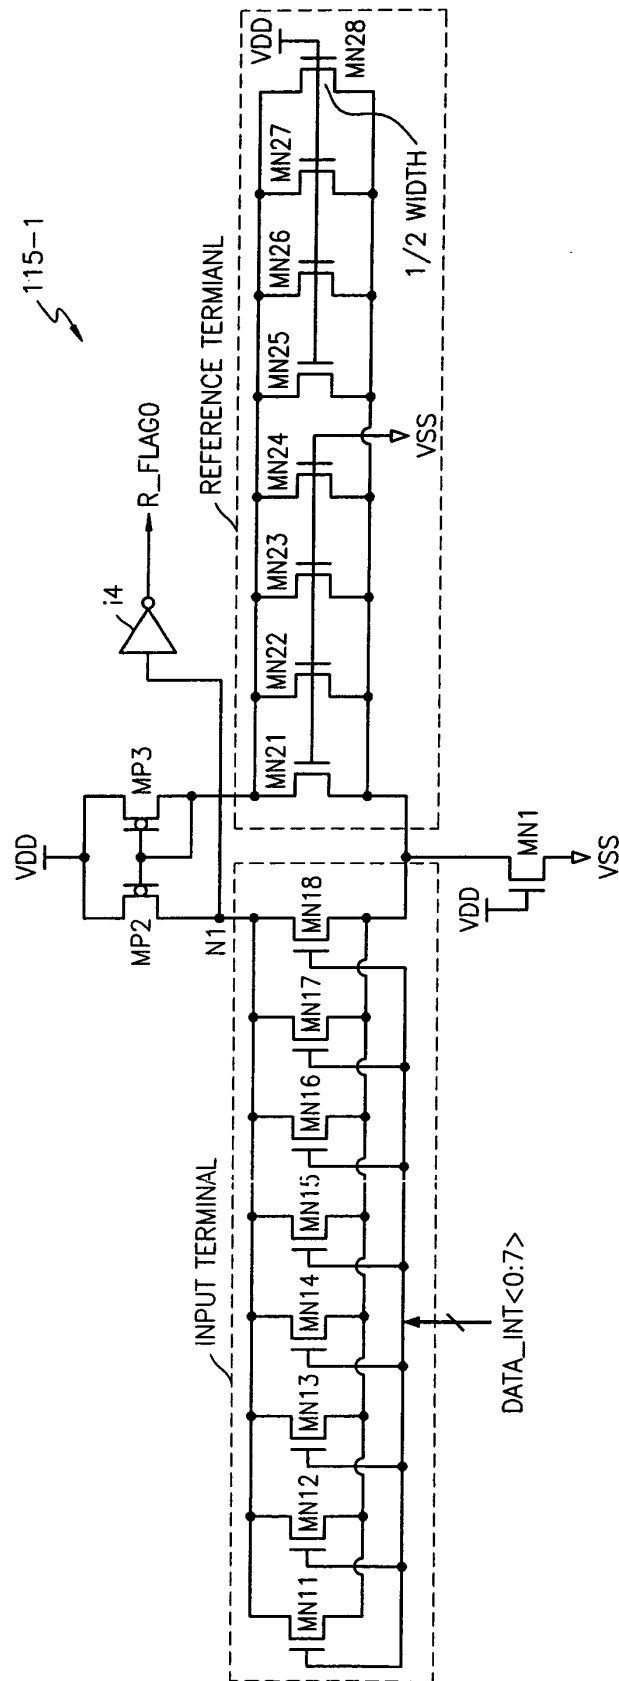 115-1
VDD
MP2
MP3
N1
i4
R_FLAG0
INPUT TERMINAL
REFERENCE TERMIANL
MN11
MN12
MN13
MN14
MN15
MN16
MN17
MN18
MN21
MN22
MN23
MN24
MN25
MN26
MN27
MN28
VDD
VSS
1/2 WIDTH
DATA_INT<0:7>
VDD
MN1
VSS